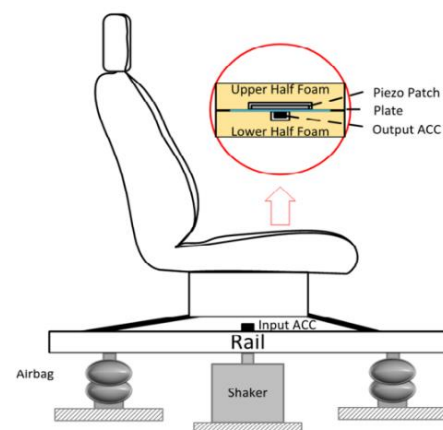 Upper Half Foam
Piezo Patch
Plate
Lower Half Foam
Output ACC
Input ACC
Rail
Airbag
Shaker